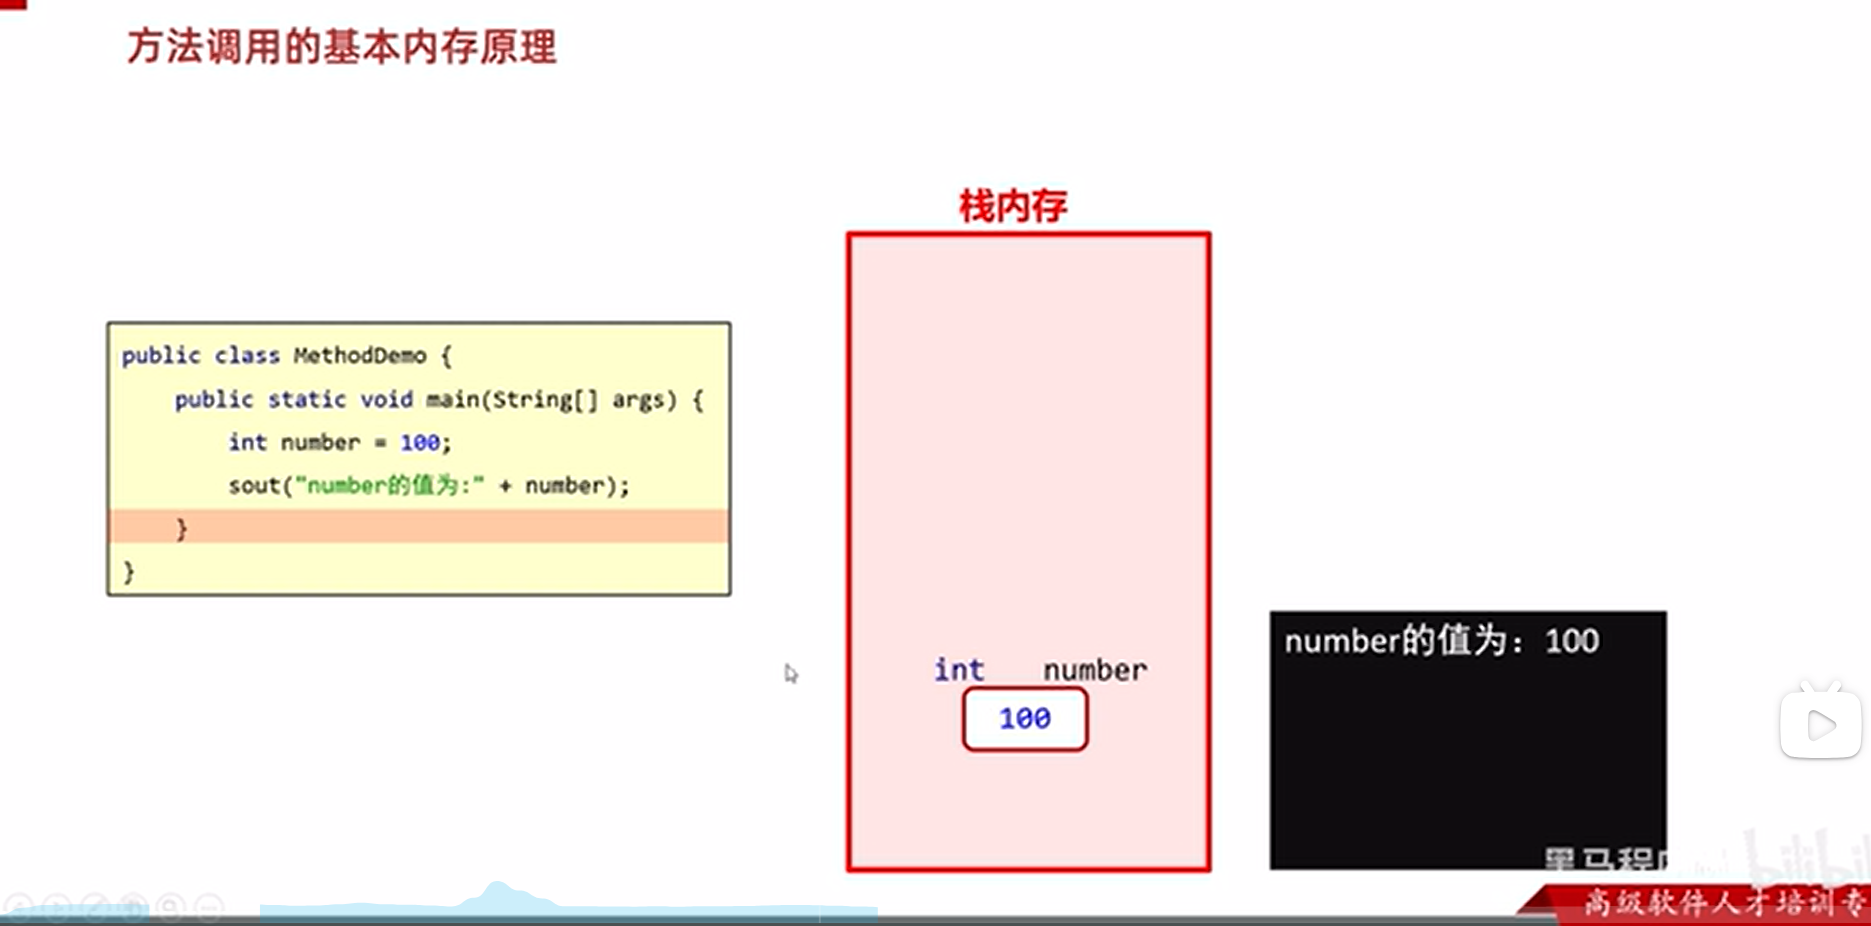 方法调用的基本内存原理
栈内存
public class MethodDemo {
public static void main(String[] args) {
int number = 100;
sout("number的值为:" + number);
}
}
int number
100
number的值为：100
黑马程序
bilibili
高级软件人才培训专